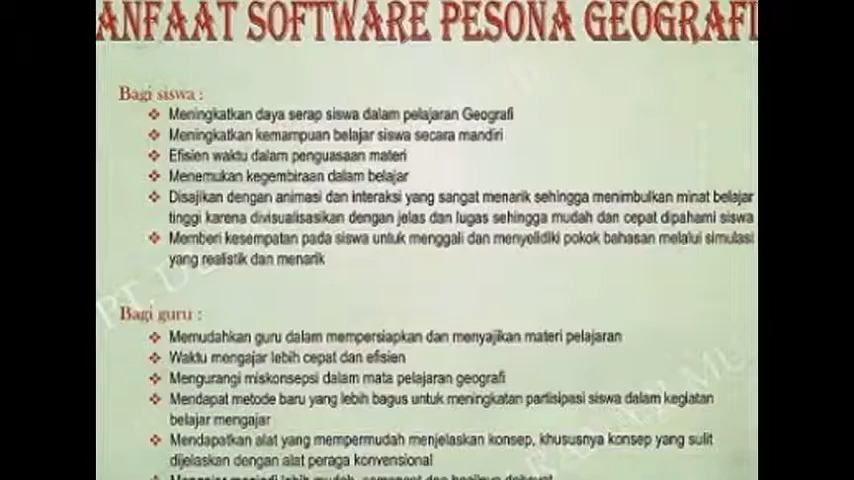 ANFAAT SOFTWARE PESONA GEOGRAFI
Bagi siswa :
Meningkatkan daya serap siswa dalam pelajaran Geografi
Meningkatkan kemampuan belajar siswa secara mandiri
Efisien waktu dalam penguasaan materi
Menemukan kegembiraan dalam belajar
Disajikan dengan animasi dan interaksi yang sangat menarik sehingga menimbulkan minat belajar
tinggi karena divisualisasikan dengan jelas dan lugas sehingga mudah dan cepat dipahami siswa
Memberi kesempatan pada siswa untuk menggali dan menyelidiki pokok bahasan melalui simulasi
yang realistik dan menarik
Bagi guru :
Memudahkan guru dalam mempersiapkan dan menyajikan materi pelajaran
Waktu mengajar lebih cepat dan efisien
Mengurangi miskonsepsi dalam mata pelajaran geografi
Mendapat metode baru yang lebih bagus untuk meningkatan partisipasi siswa dalam kegiatan
belajar mengajar
Mendapatkan alat yang mempermudah menjelaskan konsep, khususnya konsep yang sulit
dijelaskan dengan alat peraga konvensional